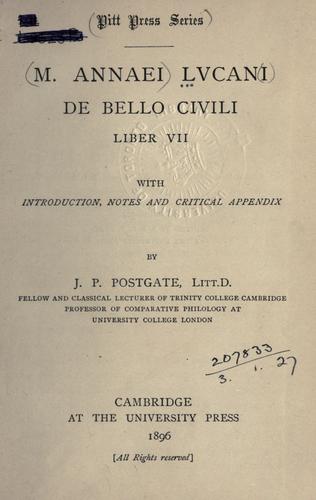 (Pitt Press Series)
(M. ANNAEI) LVCAN(I)
DE BELLO CIVILI
LIBER VII
WITH
INTRODUCTION, NOTES AND CRITICAL APPENDIX
BY
J. P. POSTGATE, LITT.D.
FELLOW AND CLASSICAL LECTURER OF TRINITY COLLEGE CAMBRIDGE
PROFESSOR OF COMPARATIVE PHILOLOGY AT
UNIVERSITY COLLEGE LONDON
207833
3. 1. 27
CAMBRIDGE
AT THE UNIVERSITY PRESS
1896
[All Rights reserved]